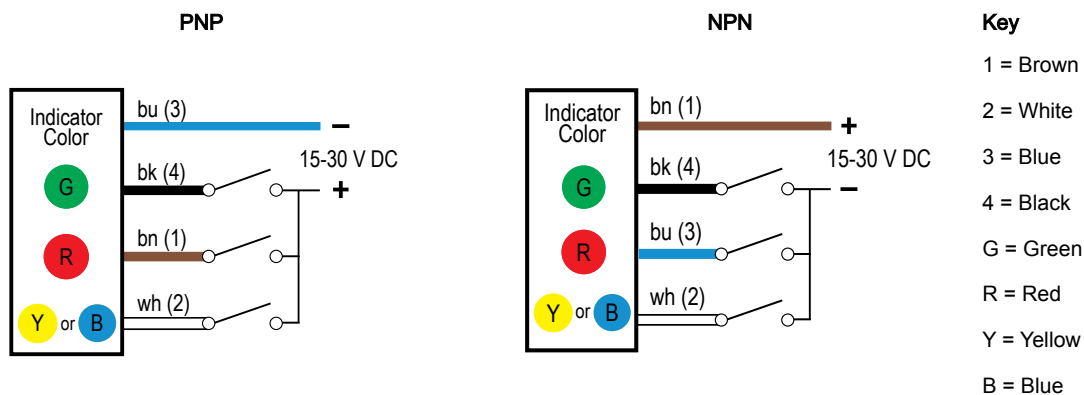 PNP
Indicator
Color
bu (3)
−
15-30 V DC
G
bk (4)
+
R
bn (1)
Y or B
wh (2)
NPN
Indicator
Color
bn (1)
+
15-30 V DC
G
bk (4)
−
R
bu (3)
Y or B
wh (2)
Key
1 = Brown
2 = White
3 = Blue
4 = Black
G = Green
R = Red
Y = Yellow
B = Blue